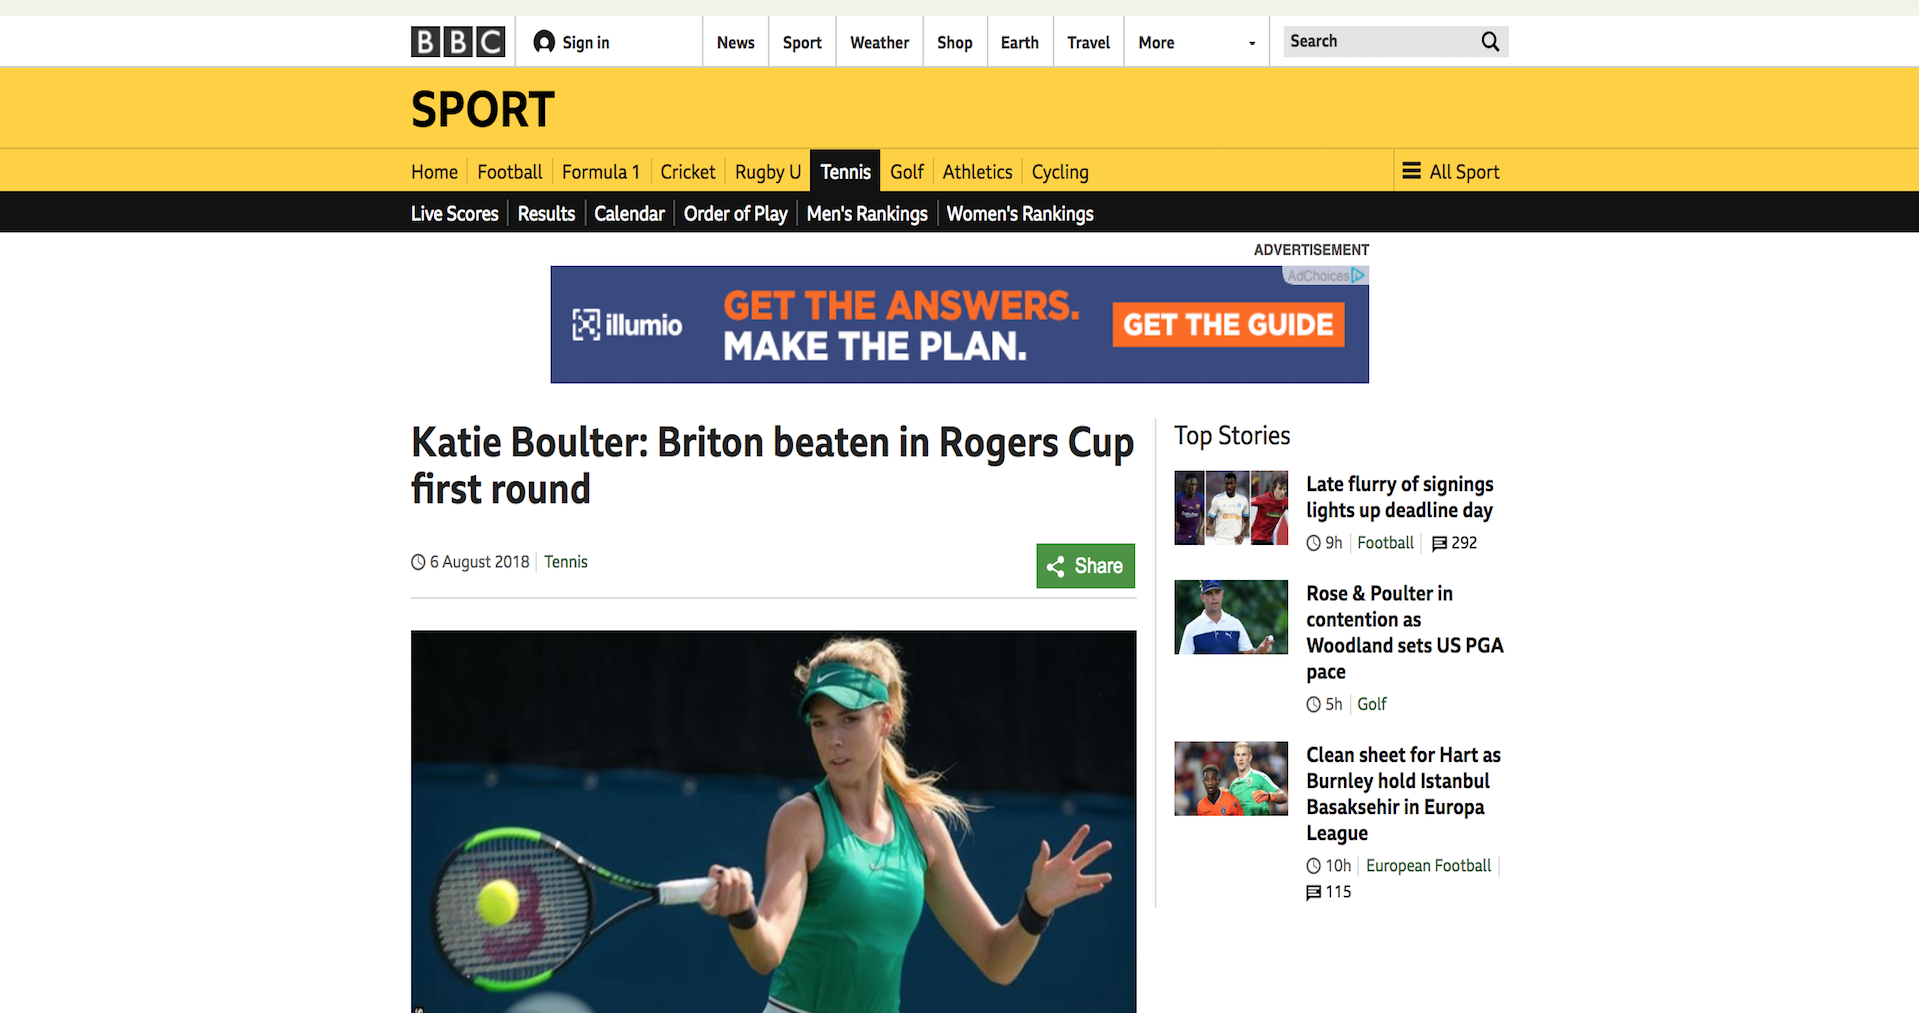 BBC
Sign in
News
Sport
Weather
Shop
Earth
Travel
More
Search
SPORT
Home
Football
Formula 1
Cricket
Rugby U
Tennis
Golf
Athletics
Cycling
All Sport
Live Scores
Results
Calendar
Order of Play
Men's Rankings
Women's Rankings
ADVERTISEMENT
AdChoices
illumio
GET THE ANSWERS.
MAKE THE PLAN.
GET THE GUIDE
Katie Boulter: Briton beaten in Rogers Cup
first round
6 August 2018
Tennis
Share
Top Stories
Late flurry of signings
lights up deadline day
9h
Football
292
Rose & Poulter in
contention as
Woodland sets US PGA
pace
5h
Golf
Clean sheet for Hart as
Burnley hold Istanbul
Basaksehir in Europa
League
10h
European Football
115